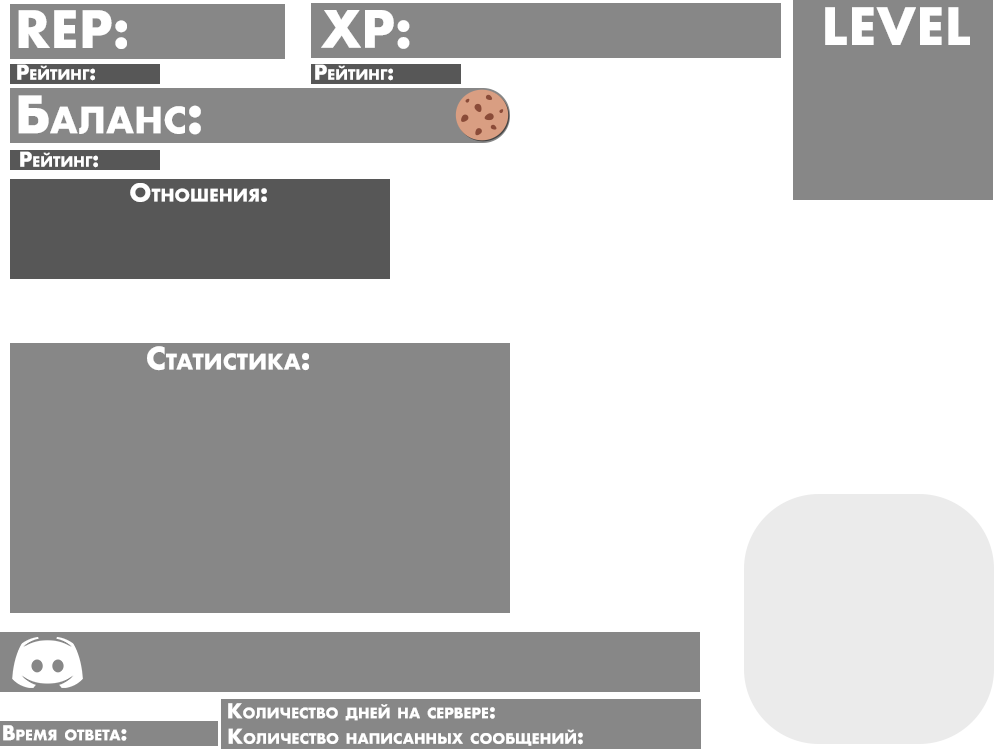 REP:
XP:
LEVEL
Рейтинг:
Рейтинг:
Баланс:
Рейтинг:
Отношения:
Статистика:
Количество дней на сервере:
Время ответа:
Количество написанных сообщений: